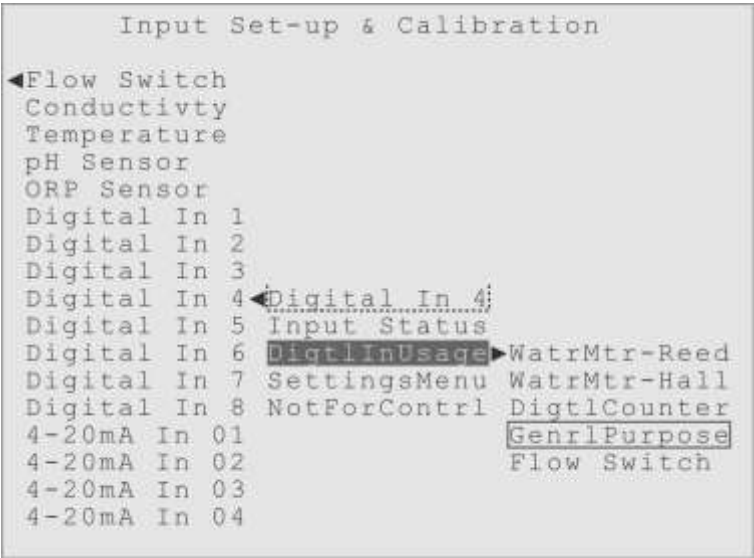 Input Set-up & Calibration
◄Flow Switch
Conductivty
Temperature
pH Sensor
ORP Sensor
Digital In 1
Digital In 2
Digital In 3
Digital In 4◄Digital In 4
Digital In 5 Input Status
Digital In 6 DigtlInUsage►WatrMtr-Reed
Digital In 7 SettingsMenu WatrMtr-Hall
Digital In 8 NotForContrl DigtlCounter
4-20mA In 01 GenrlPurpose
4-20mA In 02 Flow Switch
4-20mA In 03
4-20mA In 04